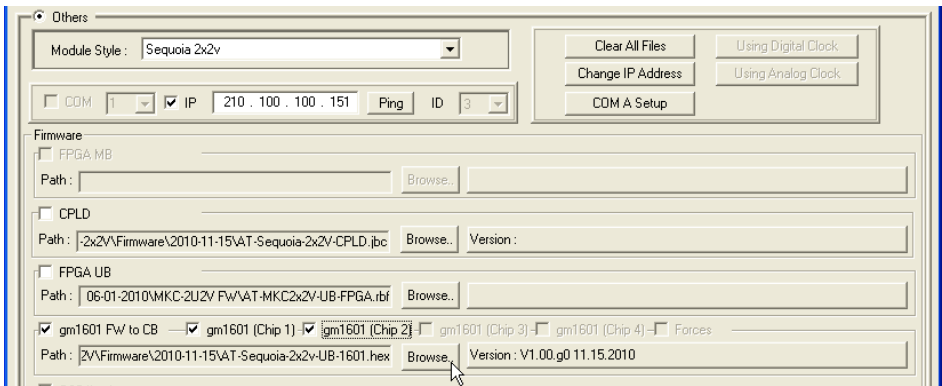 Others
Module Style : Sequoia 2x2v
Clear All Files Using Digital Clock
Change IP Address Using Analog Clock
COM A Setup
COM 1 IP 210 . 100 . 100 . 151 Ping ID 3
Firmware
FPGA MB
Path : Browse..
CPLD
Path : -2x2V\Firmware\2010-11-15\AT-Sequoia-2x2V-CPLD.jbc Browse.. Version :
FPGA UB
Path : 06-01-2010\MKC-2U2V FW\AT-MKC2x2V-UB-FPGA.rbf Browse..
gm1601 FW to CB gm1601 (Chip 1) gm1601 (Chip 2) gm1601 (Chip 3) gm1601 (Chip 4) Forces
Path : 2V\Firmware\2010-11-15\AT-Sequoia-2x2v-UB-1601.hex Browse.. Version : V1.00.g0 11.15.2010